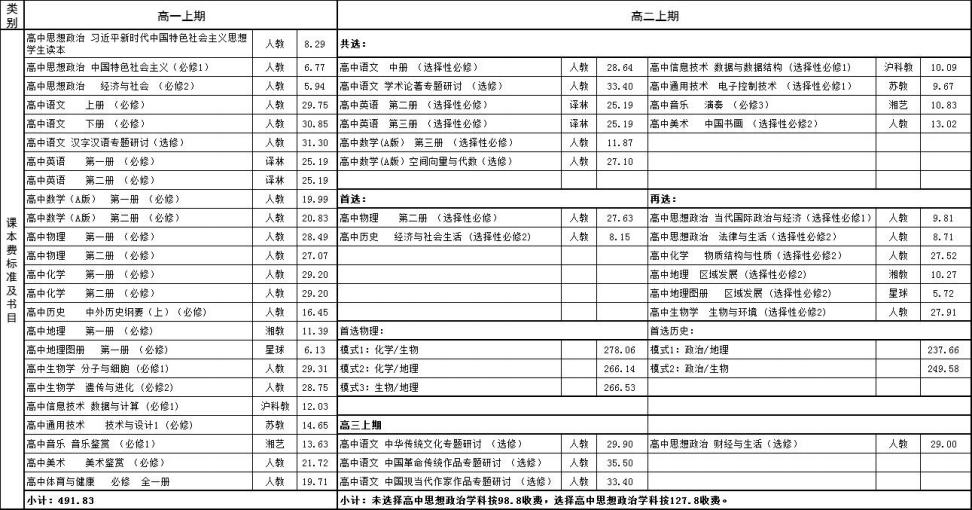 类别 高一上期 高二上期
课本费标准及书目
高中思想政治 习近平新时代中国特色社会主义思想学生读本 人教 8.29 共选:
高中思想政治 中国特色社会主义（必修1） 人教 6.77 高中语文 中册 （选择性必修） 人教 28.64 高中信息技术 数据与数据结构 (选择性必修1) 沪科教 10.09
高中思想政治 经济与社会 （必修2） 人教 5.94 高中语文 学术论著专题研讨 （选修） 人教 33.40 高中通用技术 电子控制技术 （选择性必修1） 苏教 9.67
高中语文 上册 （必修） 人教 29.75 高中英语 第二册 （选择性必修） 译林 25.19 高中音乐 演奏 （必修3） 湘艺 10.83
高中语文 下册 （必修） 人教 30.85 高中英语 第三册 （选择性必修） 译林 25.19 高中美术 中国书画 （选择性必修2） 人教 13.02
高中语文 汉字汉语专题研讨（选修） 人教 31.30 高中数学(A版) 第三册 （选择性必修） 人教 11.87
高中英语 第一册 （必修） 译林 25.19 高中数学(A版) 空间向量与代数（选修） 人教 27.10
高中英语 第二册 （必修） 译林 25.19
高中数学（A版） 第一册 （必修） 人教 19.99 首选: 再选:
高中数学（A版） 第二册 （必修） 人教 20.83 高中物理 第二册 （选择性必修） 人教 27.63 高中思想政治 当代国际政治与经济（选择性必修1） 人教 9.81
高中物理 第一册 （必修） 人教 28.49 高中历史 经济与社会生活 (选择性必修2) 人教 8.15 高中思想政治 法律与生活（选择性必修2） 人教 8.71
高中物理 第二册 （必修） 人教 27.07 高中化学 物质结构与性质（选择性必修2） 人教 27.52
高中化学 第一册 （必修） 人教 29.20 高中地理 区域发展 (选择性必修2) 湘教 10.27
高中化学 第二册 （必修） 人教 29.20 高中地理图册 区域发展 (选择性必修2) 星球 5.72
高中历史 中外历史纲要（上）（必修） 人教 16.45 高中生物学 生物与环境 (选择性必修2) 人教 27.91
高中地理 第一册 （必修） 湘教 11.39 首选物理: 首选历史:
高中地理图册 第一册 （必修） 星球 6.13 模式1: 化学/生物 278.06 模式1: 政治/地理 237.66
高中生物学 分子与细胞 (必修1) 人教 29.31 模式2: 化学/地理 266.14 模式2: 政治/生物 249.58
高中生物学 遗传与进化 (必修2) 人教 28.75 模式3: 生物/地理 266.53
高中信息技术 数据与计算 (必修1) 沪科教 12.03
高中通用技术 技术与设计1 (必修) 苏教 14.65 高三上期
高中音乐 音乐鉴赏 （必修1） 湘艺 13.63 高中语文 中华传统文化专题研讨 （选修） 人教 29.90 高中思想政治 财经与生活（选修） 人教 29.00
高中美术 美术鉴赏 （必修） 人教 21.72 高中语文 中国革命传统作品专题研讨 （选修） 人教 35.50
高中体育与健康 必修 全一册 人教 19.71 高中语文 中国现当代作家作品专题研讨 （选修） 人教 33.40
小计: 491.83 小计: 未选择高中思想政治学科按98.8收费, 选择高中思想政治学科按127.8收费。